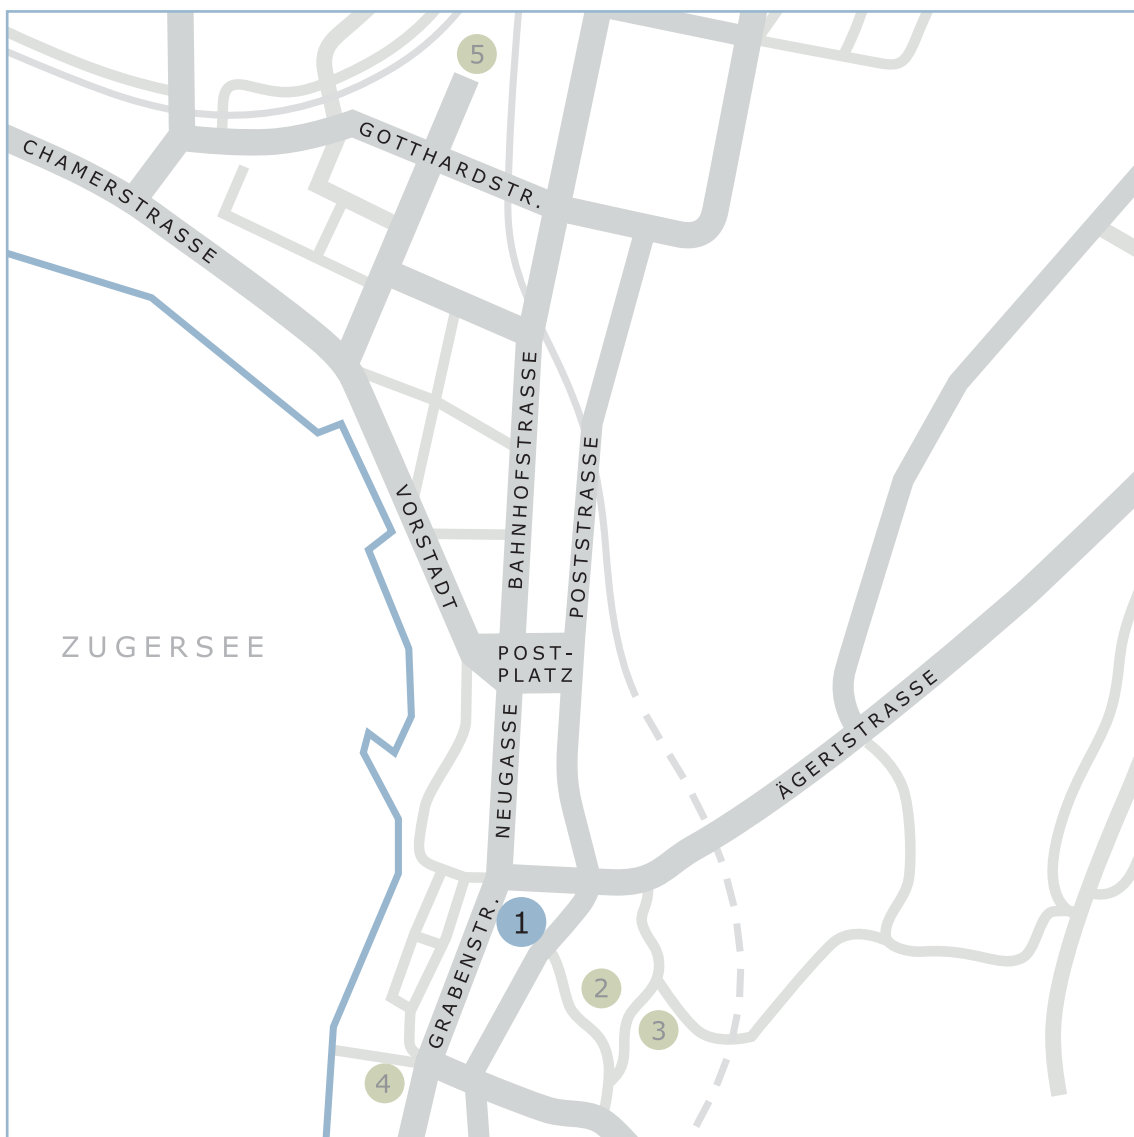 5
GOTTHARDSTR.
CHAMERSTRASSE
BAHNHOFSTRASSE
POSTSTRASSE
VORSTADT
ZUGERSEE
POST-
PLATZ
ÄGERISTRASSE
NEUGASSE
GRABENSTR.
1
2
3
4